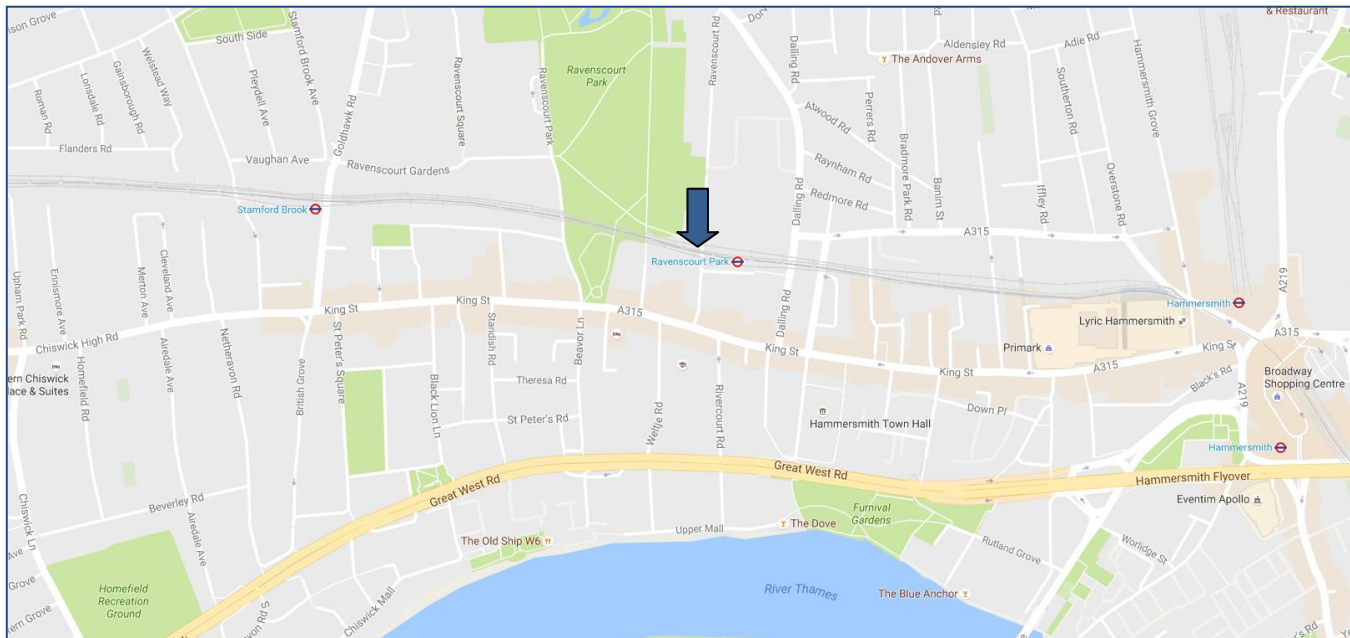 & Restaurant
South Side
Stamford Brook Ave
Welstead Way
Gainsborough Rd
Lonsdale Rd
Roman Rd
Pleydell Ave
Flanders Rd
Vaughan Ave
Goldhawk Rd
Ravenscourt Square
Ravenscourt Gardens
Ravenscourt Park
Ravenscourt
Park
Ravenscourt Rd
Dalling Rd
The Andover Arms
Aldensley Rd
Adie Rd
Hammersmith Grove
Southerton Rd
Atwood Rd
Perrers Rd
Bradmore Park Rd
Raynham Rd
Redmore Rd
Banim St
Iffley Rd
Overstone Rd
Dalling Rd
A315
A219
Stamford Brook
Ravenscourt Park
Hammersmith
Lyric Hammersmith
Primark
A315
King St
Upham Park Rd
Ennismore Ave
Merton Ave
Cleveland Ave
Chiswick High Rd
King St
King St
A315
King St
King St
A315
Dalling Rd
Black's Rd
A219
Broadway
Shopping Centre
ern Chiswick
lace & Suites
Homefield Rd
Airedale Ave
Netheravon Rd
British Grove
St Peter's Square
Black Lion Ln
Standish Rd
Beavor Ln
Theresa Rd
St Peter's Rd
Weltje Rd
Rivercourt Rd
Hammersmith Town Hall
Down Pl
Hammersmith
Great West Rd
Great West Rd
Hammersmith Flyover
Eventim Apollo
Beverley Rd
Airedale Ave
Chiswick Ln
Ave
Grove
ern Grove
Homefield
Recreation
Ground
Chiswick Mall
The Old Ship W6
Upper Mall
The Dove
Furnival
Gardens
Rutland Grove
Worlidge St
River Thames
The Blue Anchor